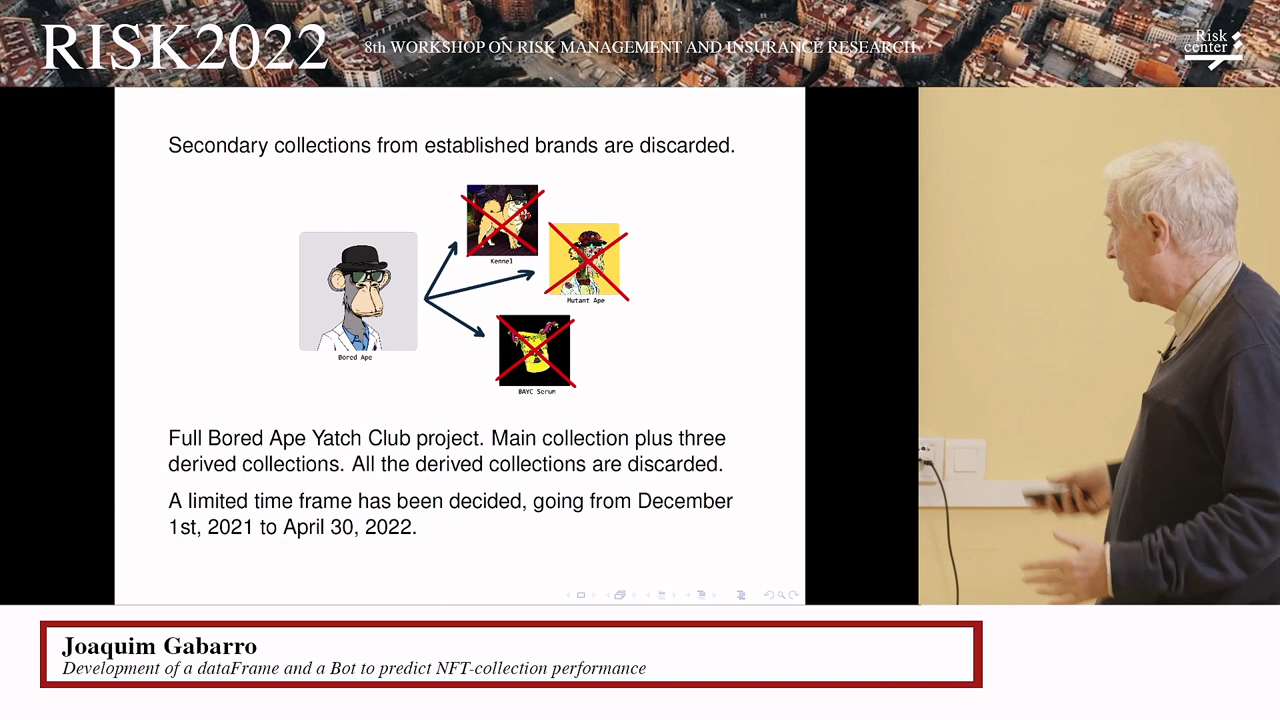 RISK2022
8th WORKSHOP ON RISK MANAGEMENT AND INSURANCE RESEARCH
Risk
center
Secondary collections from established brands are discarded.
Kennel
Mutant Ape
Bored Ape
BAYC Serum
Full Bored Ape Yatch Club project. Main collection plus three
derived collections. All the derived collections are discarded.
A limited time frame has been decided, going from December
1st, 2021 to April 30, 2022.
Joaquim Gabarro
Development of a dataFrame and a Bot to predict NFT-collection performance